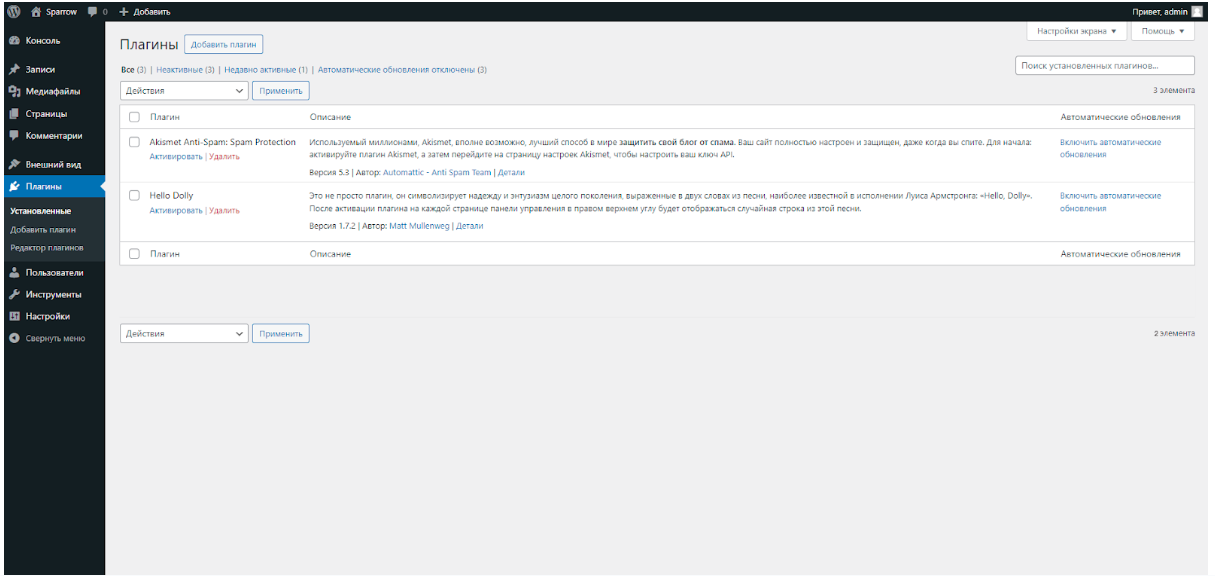 Sparrow 0 + Добавить Привет, admin
Консоль
Записи
Медиафайлы
Страницы
Комментарии
Внешний вид
Плагины
Установленные
Добавить плагин
Редактор плагинов
Пользователи
Инструменты
Настройки
Свернуть меню
Настройки экрана ▼ Помощь ▼
Плагины Добавить плагин
Все (3) | Неактивные (3) | Недавно активные (1) | Автоматические обновления отключены (3)
Поиск установленных плагинов...
Действия Применить 3 элемента
Плагин Описание Автоматические обновления
Akismet Anti-Spam: Spam Protection
Активировать | Удалить
Используемый миллионами, Akismet, вполне возможно, лучший способ в мире защитить свой блог от спама. Ваш сайт полностью настроен и защищен, даже когда вы спите. Для начала:
активируйте плагин Akismet, а затем перейдите на страницу настроек Akismet, чтобы настроить ваш ключ API.
Версия 5.3 | Автор: Automattic - Anti Spam Team | Детали
Включить автоматические
обновления
Hello Dolly
Активировать | Удалить
Это не просто плагин, он символизирует надежду и энтузиазм целого поколения, выраженные в двух словах из песни, наиболее известной в исполнении Луиса Армстронга: «Hello, Dolly».
После активации плагина на каждой странице панели управления в правом верхнем углу будет отображаться случайная строка из этой песни.
Версия 1.7.2 | Автор: Matt Mullenweg | Детали
Включить автоматические
обновления
Плагин Описание Автоматические обновления
Действия Применить 2 элемента